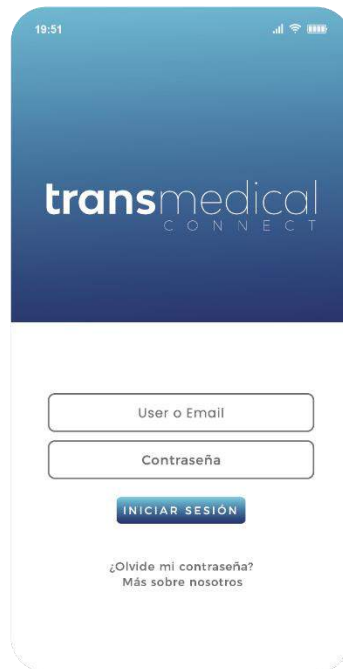 19:51
transmedical
CONNECT
User o Email
Contraseña
INICIAR SESIÓN
¿Olvide mi contraseña?
Más sobre nosotros